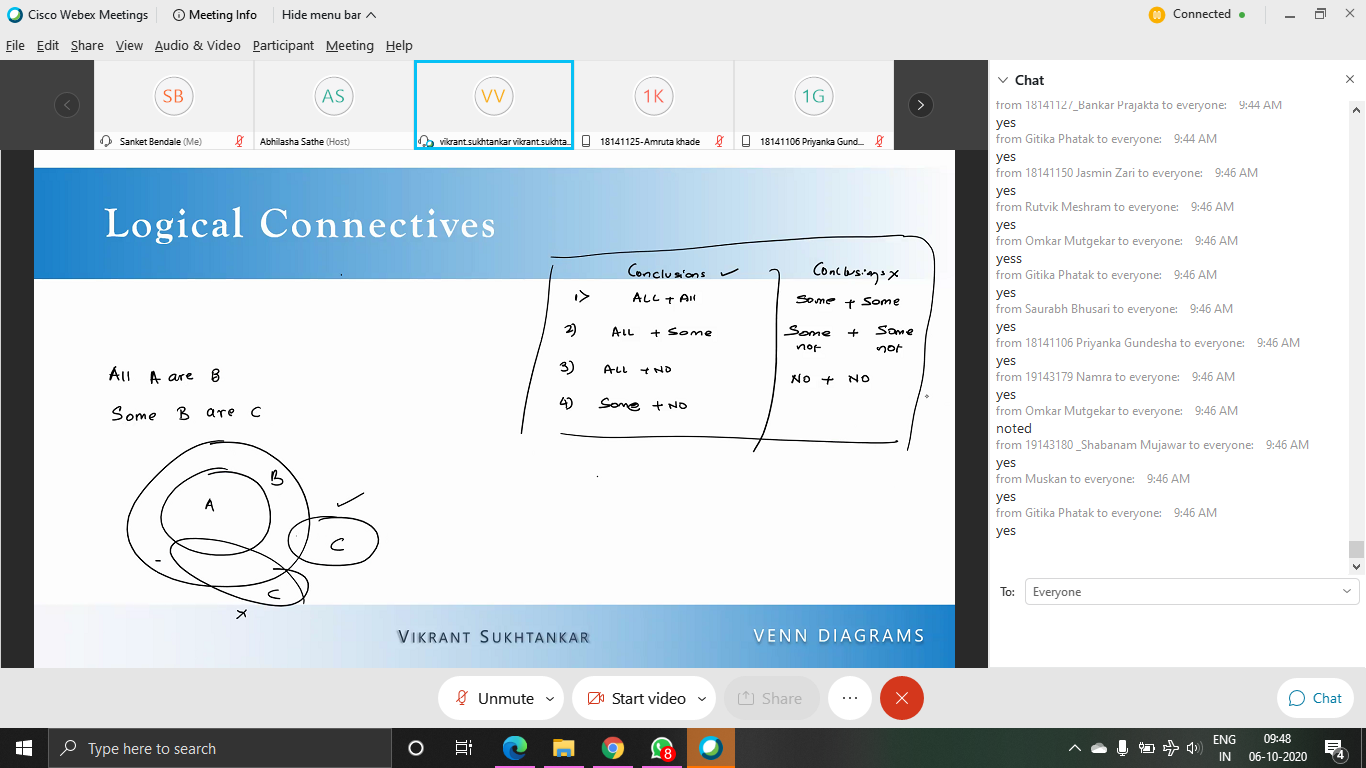 Cisco Webex Meetings Meeting Info Hide menu bar Connected
File Edit Share View Audio & Video Participant Meeting Help
SB AS VV 1K 1G
Sanket Bendale (Me) Abhilasha Sathe (Host) vikrant.sukhtankar vikrant.sukhta... 18141125-Amruta khade 18141106 Priyanka Gund...
Logical Connectives
Conclusions ✓ Conclusions x
1) ALL + All Some + Some
2) ALL + Some Some not + Some not
3) ALL + NO NO + NO
4) Some + NO
All A are B
Some B are C
B
A
C
C
x
VIKRANT SUKHTANKAR VENN DIAGRAMS
Chat
from 18141127_Bankar Prajakta to everyone: 9:44 AM
yes
from Gitika Phatak to everyone: 9:44 AM
yes
from 18141150 Jasmin Zari to everyone: 9:46 AM
yes
from Rutvik Meshram to everyone: 9:46 AM
yes
from Omkar Mutgekar to everyone: 9:46 AM
yess
from Gitika Phatak to everyone: 9:46 AM
yes
from Saurabh Bhusari to everyone: 9:46 AM
yes
from 18141106 Priyanka Gundesha to everyone: 9:46 AM
yes
from 19143179 Namra to everyone: 9:46 AM
yes
from Omkar Mutgekar to everyone: 9:46 AM
noted
from 19143180 _Shabanam Mujawar to everyone: 9:46 AM
yes
from Muskan to everyone: 9:46 AM
yes
from Gitika Phatak to everyone: 9:46 AM
yes
To: Everyone
Unmute Start video Share Chat
Type here to search 8 ENG 09:48
IN 06-10-2020 4